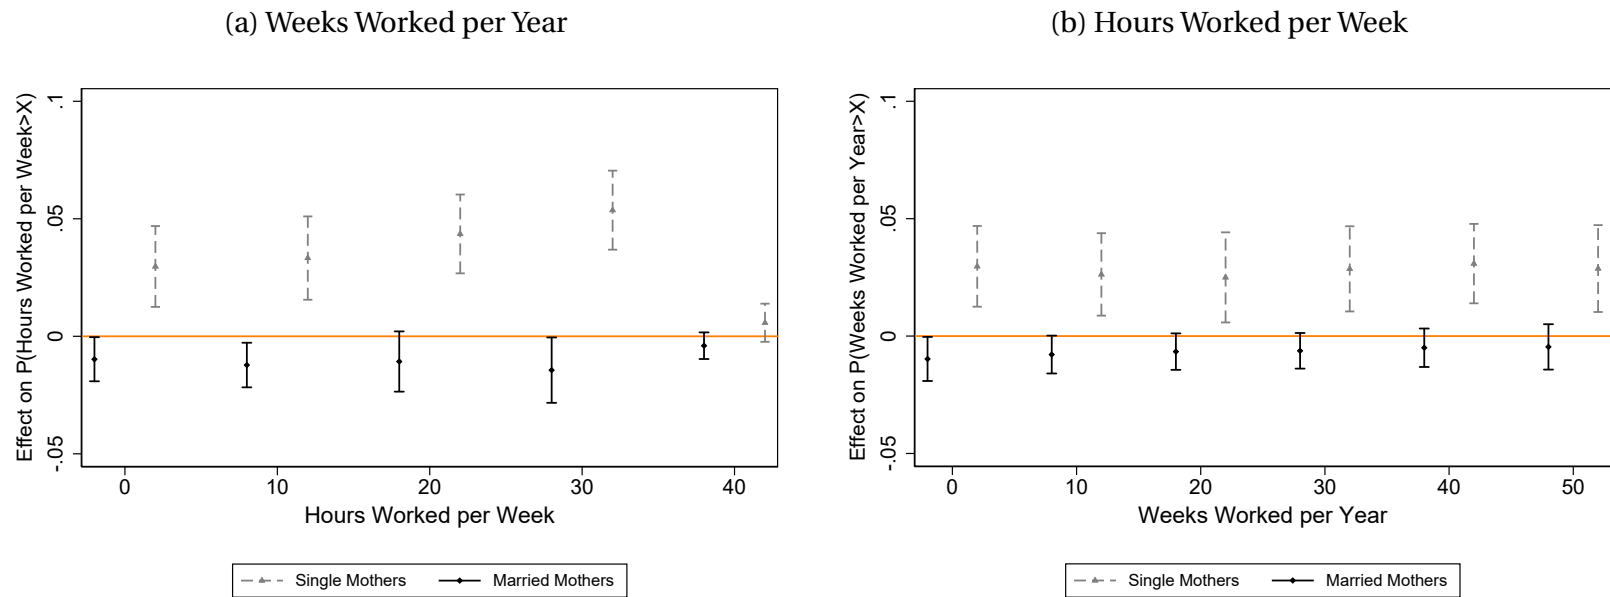 (a) Weeks Worked per Year
Effect on P(Hours Worked per Week>X)
.1
.05
0
-.05
0 10 20 30 40
Hours Worked per Week
Single Mothers Married Mothers
(b) Hours Worked per Week
Effect on P(Weeks Worked per Year>X)
.1
.05
0
-.05
0 10 20 30 40 50
Weeks Worked per Year
Single Mothers Married Mothers